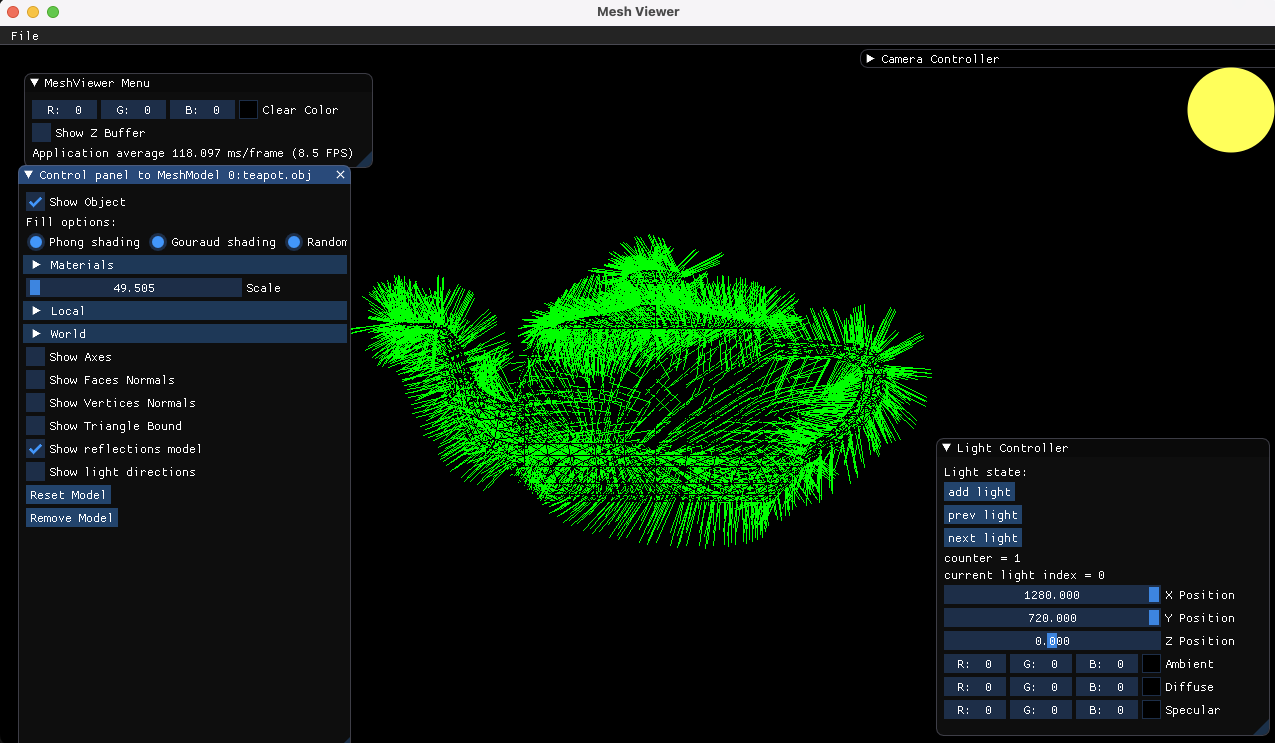 Mesh Viewer
File
Camera Controller
MeshViewer Menu
R: 0 G: 0 B: 0 Clear Color
Show Z Buffer
Application average 118.097 ms/frame (8.5 FPS)
Control panel to MeshModel 0:teapot.obj
Show Object
Fill options:
Phong shading Gouraud shading Random
Materials
49.505 Scale
Local
World
Show Axes
Show Faces Normals
Show Vertices Normals
Show Triangle Bound
Show reflections model
Show light directions
Reset Model
Remove Model
Light Controller
Light state:
add light
prev light
next light
counter = 1
current light index = 0
1280.000 X Position
720.000 Y Position
0.000 Z Position
R: 0 G: 0 B: 0 Ambient
R: 0 G: 0 B: 0 Diffuse
R: 0 G: 0 B: 0 Specular